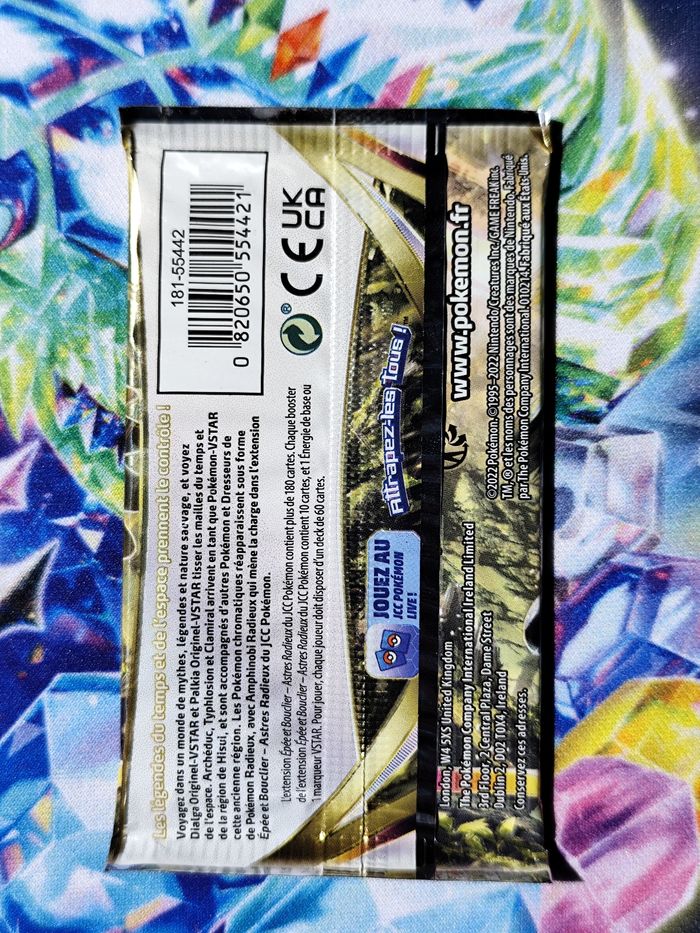 Les légendes du temps et de l'espace prennent le contrôle !
Voyagez dans un monde de mythes, légendes et nature sauvage, et voyez
Dialga Originel-VSTAR et Palkia Originel-VSTAR tisser les mailles du temps et
de l'espace. Archéduc, Typhlosion et Clamiral arrivent en tant que Pokémon-VSTAR
de la région de Hisui, et sont accompagnés d'autres Pokémon et Dresseurs de
cette ancienne région. Les Pokémon chromatiques réapparaissent sous forme
de Pokémon Radieux, avec Amphinobi Radieux qui mène la charge dans l'extension
Épée et Bouclier – Astres Radieux du JCC Pokémon.
L'extension Épée et Bouclier – Astres Radieux du JCC Pokémon contient plus de 180 cartes. Chaque booster
de l'extension Épée et Bouclier – Astres Radieux du JCC Pokémon contient 10 cartes, et 1 Énergie de base ou
1 marqueur VSTAR. Pour jouer, chaque joueur doit disposer d'un deck de 60 cartes.
181-55442
0 820650 554421
®
CE
UK
CA
JOUEZ AU
JCC POKÉMON
LIVE !
Attrapez-les Tous !™
London, W4 5XS United Kingdom
The Pokémon Company International Ireland Limited
3rd Floor, 2 Central Plaza, Dame Street
Dublin 2, D02 T0X4, Ireland
Conservez ces adresses.
www.pokemon.fr
©2022 Pokémon. ©1995–2022 Nintendo/Creatures Inc./GAME FREAK inc.
TM, ® et les noms des personnages sont des marques de Nintendo. Fabriqué
par The Pokémon Company International. 010214. Fabriqué aux États-Unis.